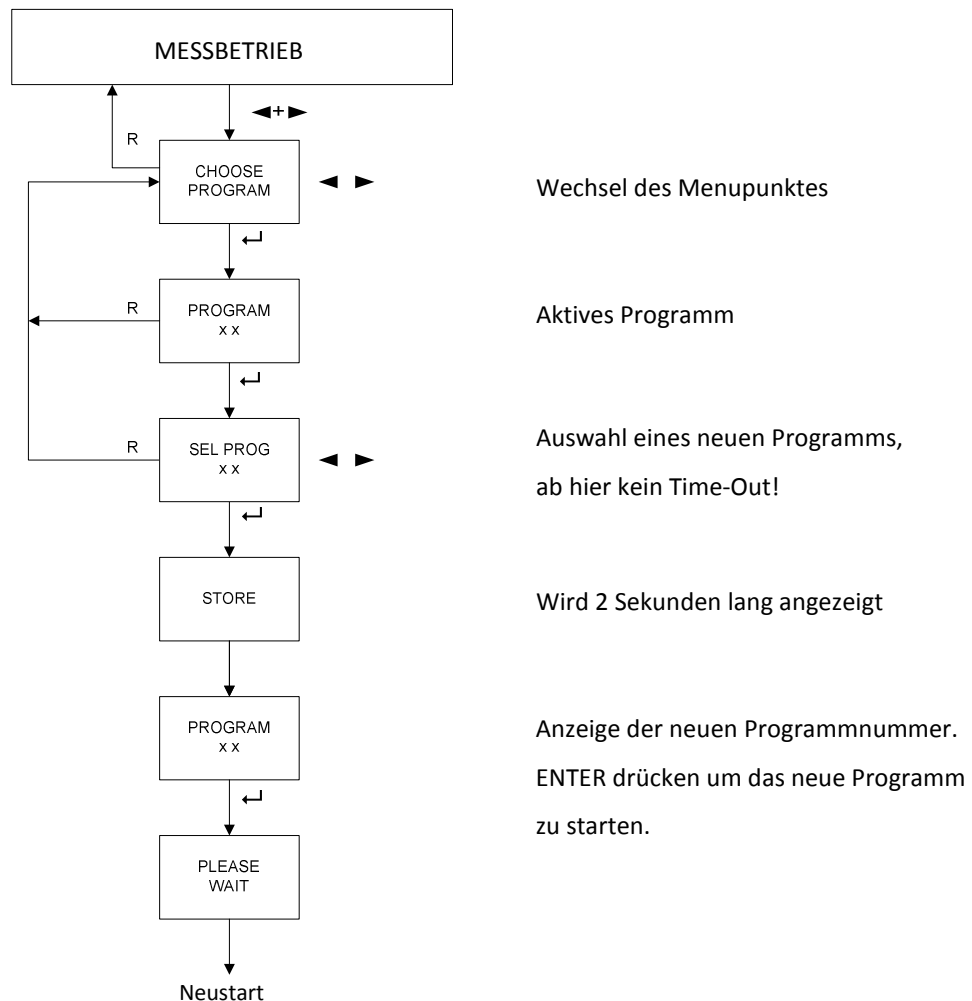 MESSBETRIEB
◄+►
R
CHOOSE
PROGRAM
◄ ►
Wechsel des Menupunktes
↵
R
PROGRAM
x x
Aktives Programm
↵
R
SEL PROG
x x
◄ ►
Auswahl eines neuen Programms,
ab hier kein Time-Out!
↵
STORE
Wird 2 Sekunden lang angezeigt
PROGRAM
x x
Anzeige der neuen Programmnummer.
ENTER drücken um das neue Programm
zu starten.
↵
PLEASE
WAIT
Neustart